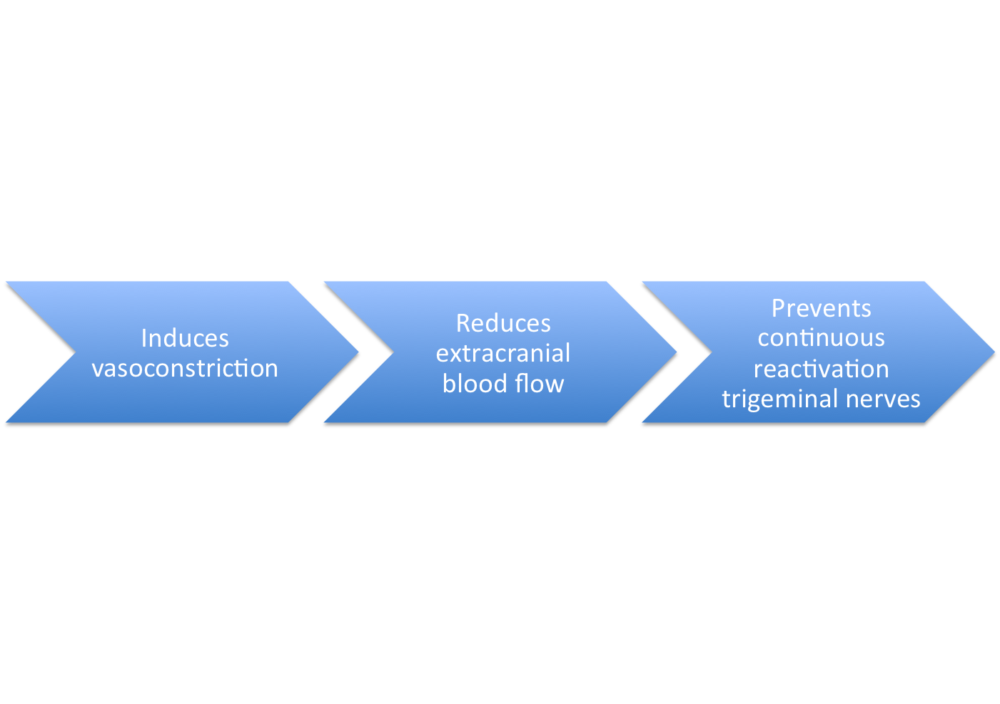 Induces
vasoconstriction
Reduces
extracranial
blood flow
Prevents
continuous
reactivation
trigeminal nerves